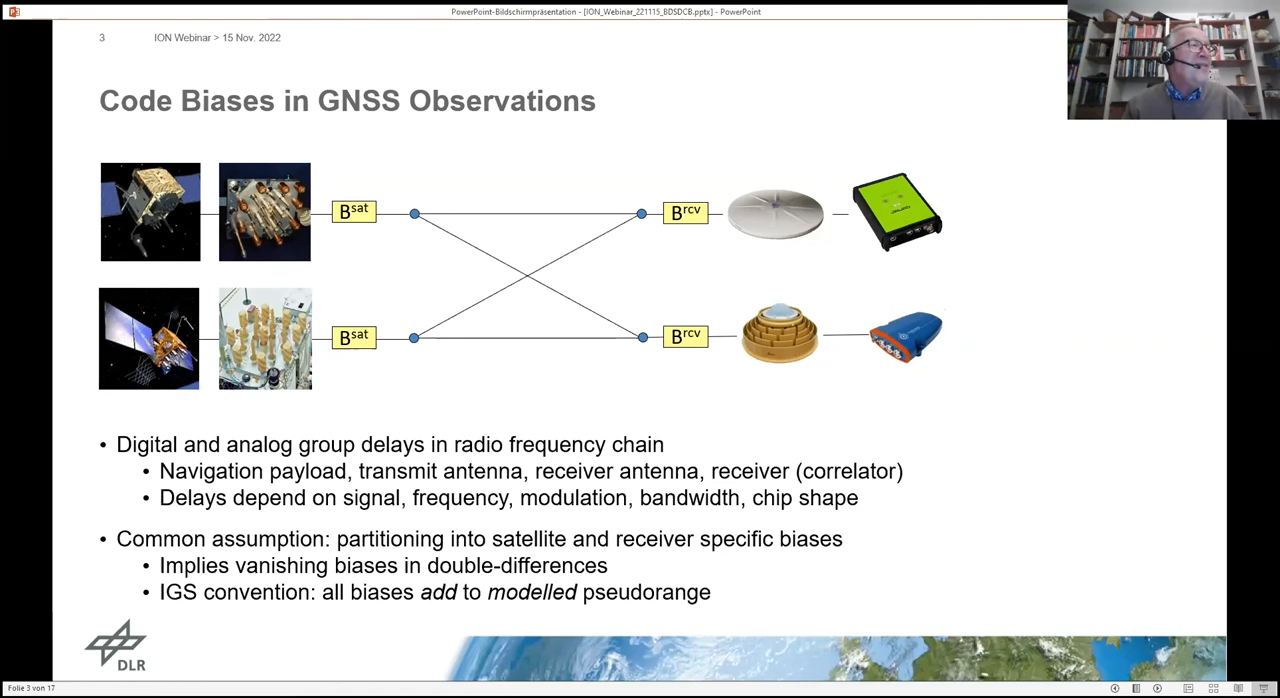 PowerPoint-Bildschirmpräsentation - [ION_Webinar_221115_BDSDCB.pptx] - PowerPoint
3 ION Webinar > 15 Nov. 2022
Code Biases in GNSS Observations
Bsat
Brcv
Bsat
Brcv
• Digital and analog group delays in radio frequency chain
• Navigation payload, transmit antenna, receiver antenna, receiver (correlator)
• Delays depend on signal, frequency, modulation, bandwidth, chip shape
• Common assumption: partitioning into satellite and receiver specific biases
• Implies vanishing biases in double-differences
• IGS convention: all biases add to modelled pseudorange
DLR
Folie 3 von 17